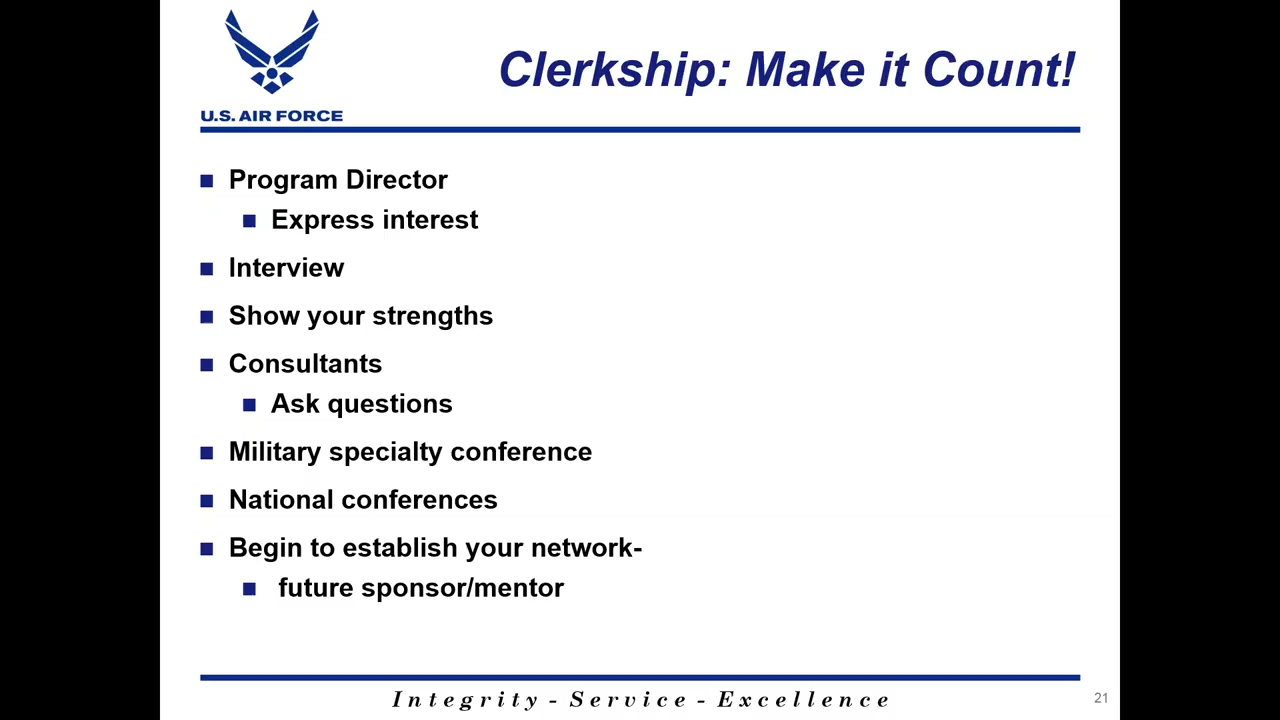 Clerkship: Make it Count!
U.S. AIR FORCE
Program Director
Express interest
Interview
Show your strengths
Consultants
Ask questions
Military specialty conference
National conferences
Begin to establish your network-
future sponsor/mentor
Integrity - Service - Excellence
21